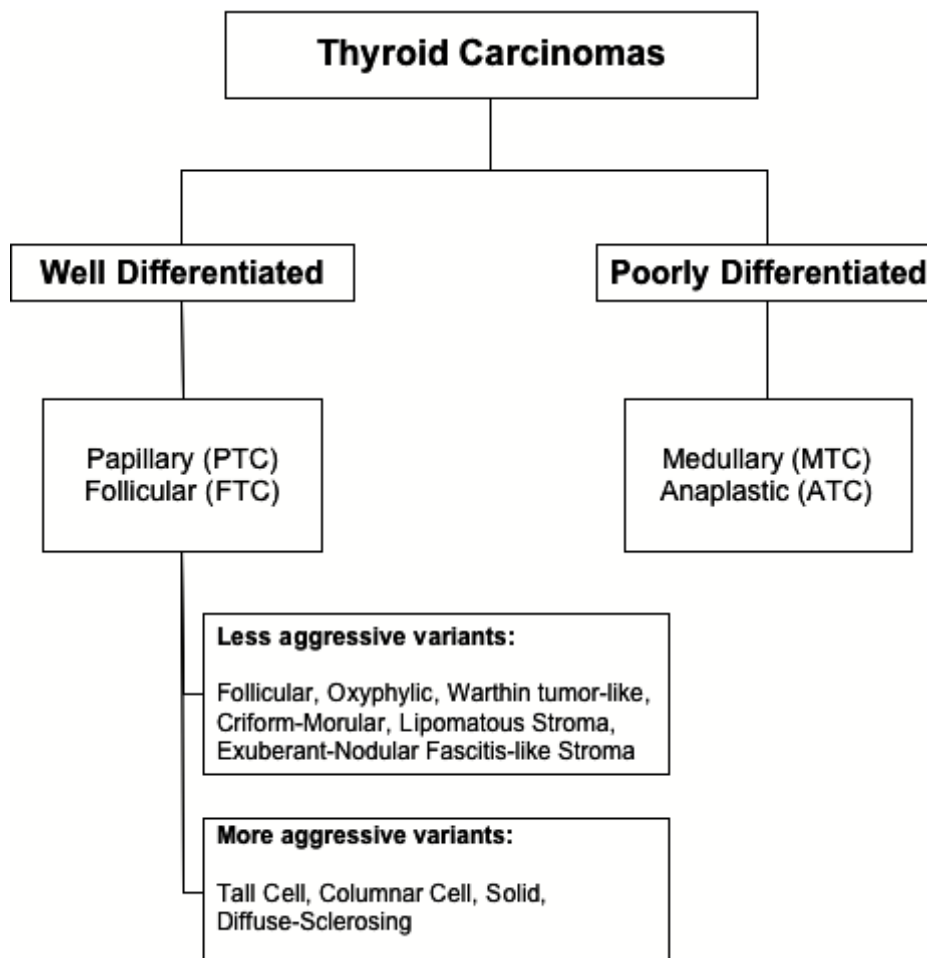 Thyroid Carcinomas
Well Differentiated
Poorly Differentiated
Papillary (PTC)
Follicular (FTC)
Medullary (MTC)
Anaplastic (ATC)
Less aggressive variants:
Follicular, Oxyphylic, Warthin tumor-like,
Criform-Morular, Lipomatous Stroma,
Exuberant-Nodular Fascitis-like Stroma
More aggressive variants:
Tall Cell, Columnar Cell, Solid,
Diffuse-Sclerosing